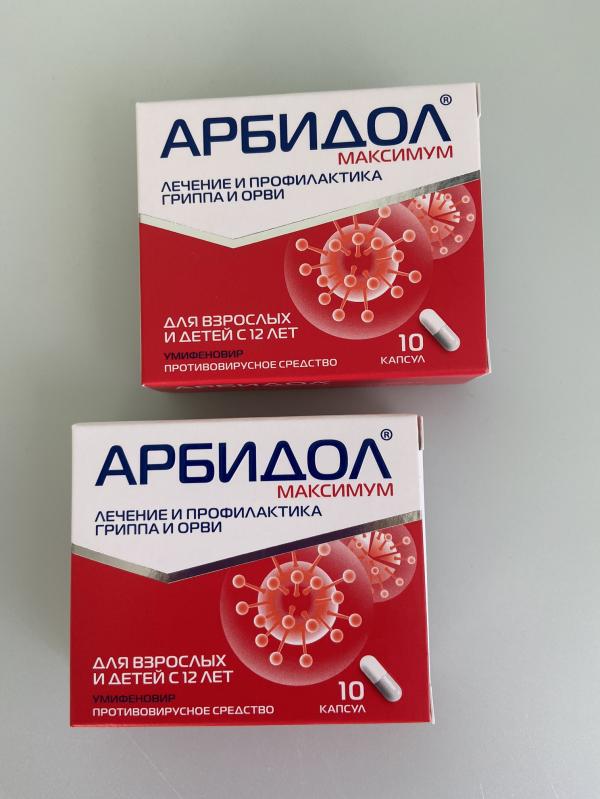 АРБИДОЛ®
МАКСИМУМ
ЛЕЧЕНИЕ И ПРОФИЛАКТИКА
ГРИППА И ОРВИ
ДЛЯ ВЗРОСЛЫХ
И ДЕТЕЙ С 12 ЛЕТ
УМИФЕНОВИР
ПРОТИВОВИРУСНОЕ СРЕДСТВО
10
КАПСУЛ
АРБИДОЛ
АРБИДОЛ®
МАКСИМУМ
ЛЕЧЕНИЕ И ПРОФИЛАКТИКА
ГРИППА И ОРВИ
ДЛЯ ВЗРОСЛЫХ
И ДЕТЕЙ С 12 ЛЕТ
УМИФЕНОВИР
ПРОТИВОВИРУСНОЕ СРЕДСТВО
10
КАПСУЛ